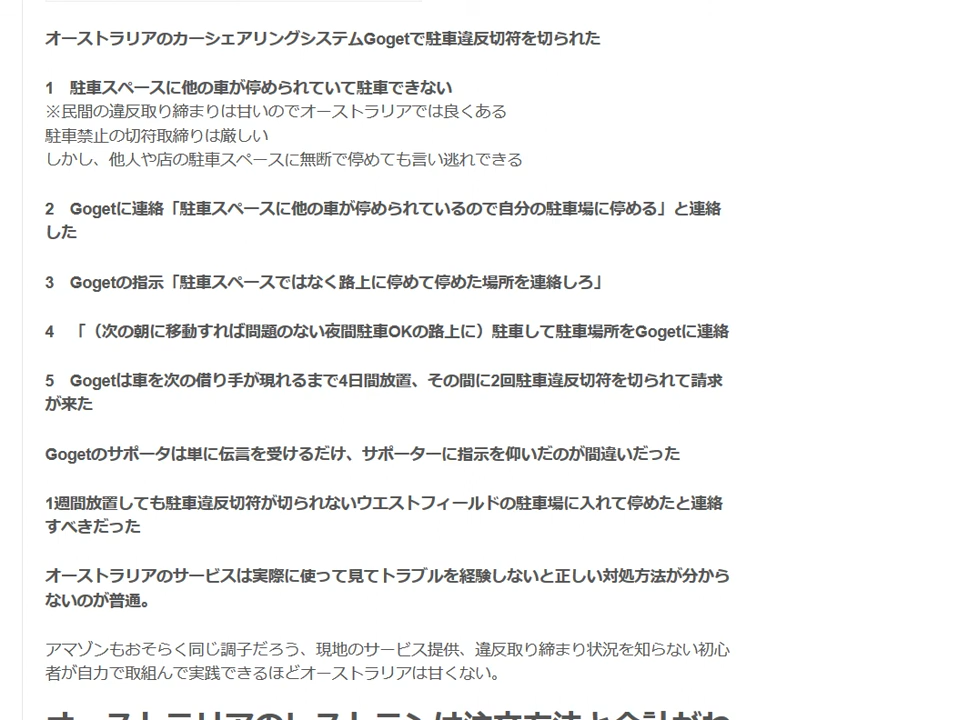 オーストラリアのカーシェアリングシステムGogetで駐車違反切符を切られた
1　駐車スペースに他の車が停められていて駐車できない
※民間の違反取り締まりは甘いのでオーストラリアでは良くある
駐車禁止の切符取締りは厳しい
しかし、他人や店の駐車スペースに無断で停めても言い逃れできる
2　Gogetに連絡「駐車スペースに他の車が停められているので自分の駐車場に停める」と連絡
した
3　Gogetの指示「駐車スペースではなく路上に停めて停めた場所を連絡しろ」
4　「（次の朝に移動すれば問題のない夜間駐車OKの路上に）駐車して駐車場所をGogetに連絡
5　Gogetは車を次の借り手が現れるまで4日間放置、その間に2回駐車違反切符を切られて請求
が来た
Gogetのサポータは単に伝言を受けるだけ、サポーターに指示を仰いだのが間違いだった
1週間放置しても駐車違反切符が切られないウエストフィールドの駐車場に入れて停めたと連絡
すべきだった
オーストラリアのサービスは実際に使って見てトラブルを経験しないと正しい対処方法が分から
ないのが普通。
アマゾンもおそらく同じ調子だろう、現地のサービス提供、違反取り締まり状況を知らない初心
者が自力で取組んで実践できるほどオーストラリアは甘くない。
オーストラリアのレストランは注文方法と会計がわ